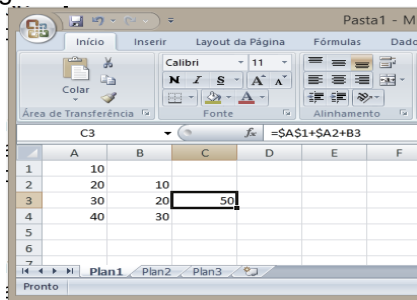 Pasta1 - M
Início Inserir Layout da Página Fórmulas Dado
Colar
Calibri 11
N I S A A
A
Área de Transferência Fonte Alinhamento
C3 fx =$A$1+$A2+B3
A B C D E F
1 10
2 20 10
3 30 20 50
4 40 30
5
6
7
Plan1 Plan2 Plan3
Pronto